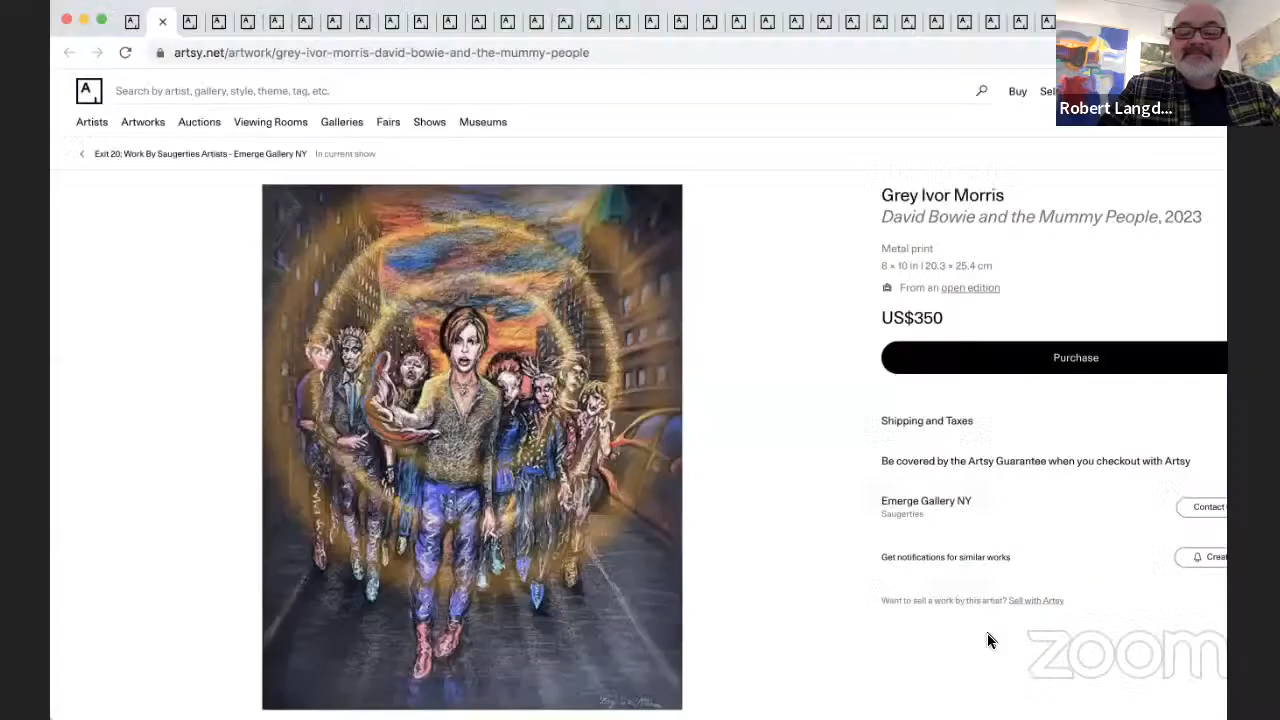 artsy.net/artwork/grey-ivor-morris-david-bowie-and-the-mummy-people
Search by artist, gallery, style, theme, tag, etc.
Buy
Sel
Robert Langd...
Artists Artworks Auctions Viewing Rooms Galleries Fairs Shows Museums
Exit 20; Work By Saugerties Artists - Emerge Gallery NY In current show
Grey Ivor Morris
David Bowie and the Mummy People, 2023
Metal print
8 × 10 in | 20.3 × 25.4 cm
From an open edition
US$350
Purchase
Shipping and Taxes
Be covered by the Artsy Guarantee when you checkout with Artsy
Emerge Gallery NY
Saugerties
Contact
Get notifications for similar works
Creat
Want to sell a work by this artist? Sell with Artsy
zoom